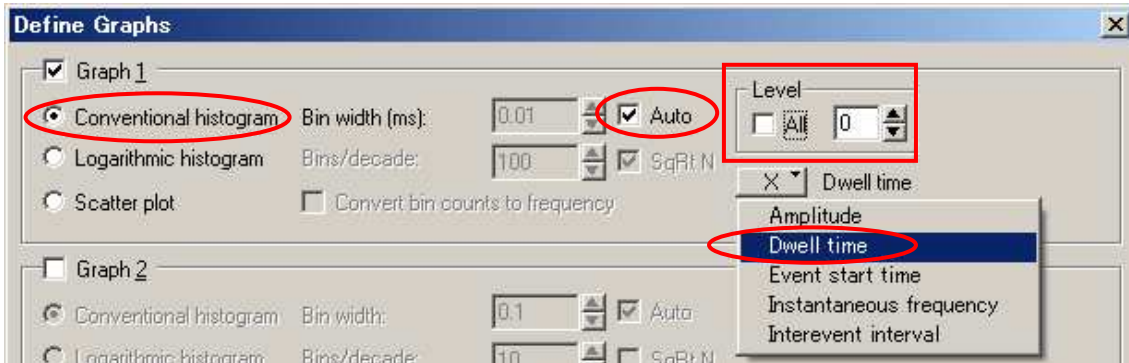 Define Graphs
Graph 1
Conventional histogram Bin width (ms): 0.01 Auto
Level
All 0
Logarithmic histogram Bins/decade: 100 SqRt N
X Dwell time
Scatter plot Convert bin counts to frequency
Amplitude
Dwell time
Event start time
Instantaneous frequency
Interevent interval
Graph 2
Conventional histogram Bin width: 0.1 Auto
Logarithmic histogram Bins/decade: 10 SqRt N